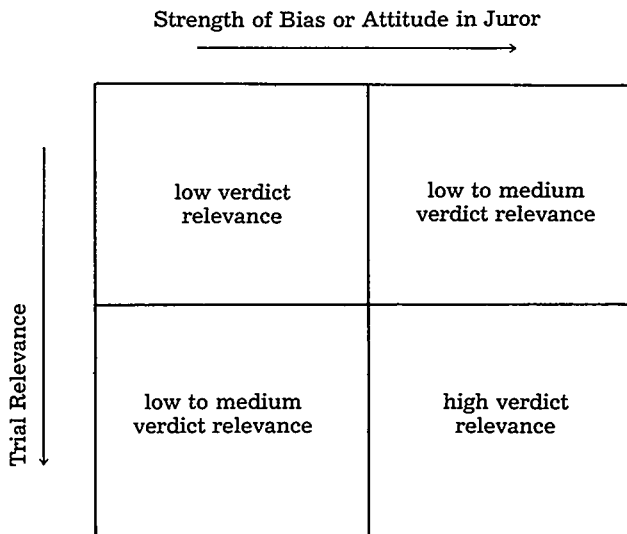 Strength of Bias or Attitude in Juror
low verdict
relevance
low to medium
verdict relevance
Trial Relevance
low to medium
verdict relevance
high verdict
relevance